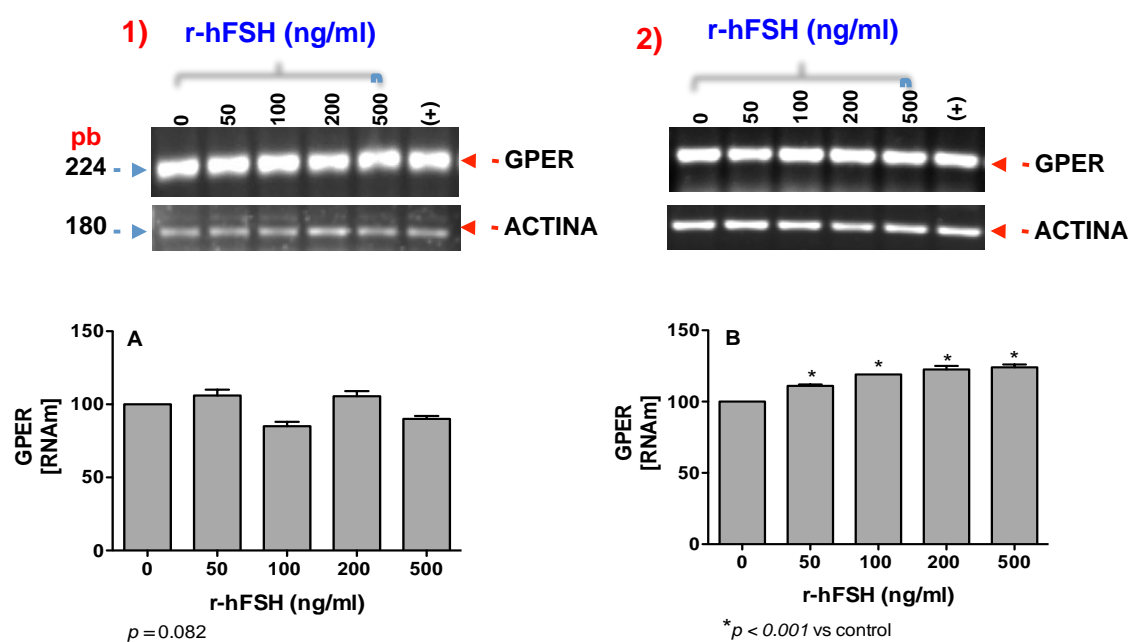 1)
r-hFSH (ng/ml)
0 50 100 200 500 (+)
pb
224
GPER
180
ACTINA
2)
r-hFSH (ng/ml)
0 50 100 200 500 (+)
GPER
ACTINA
A
150
100
50
0
GPER
[RNAm]
0 50 100 200 500
r-hFSH (ng/ml)
p = 0.082
B
150
100
50
0
GPER
[RNAm]
* * * *
0 50 100 200 500
r-hFSH (ng/ml)
*p < 0.001 vs control